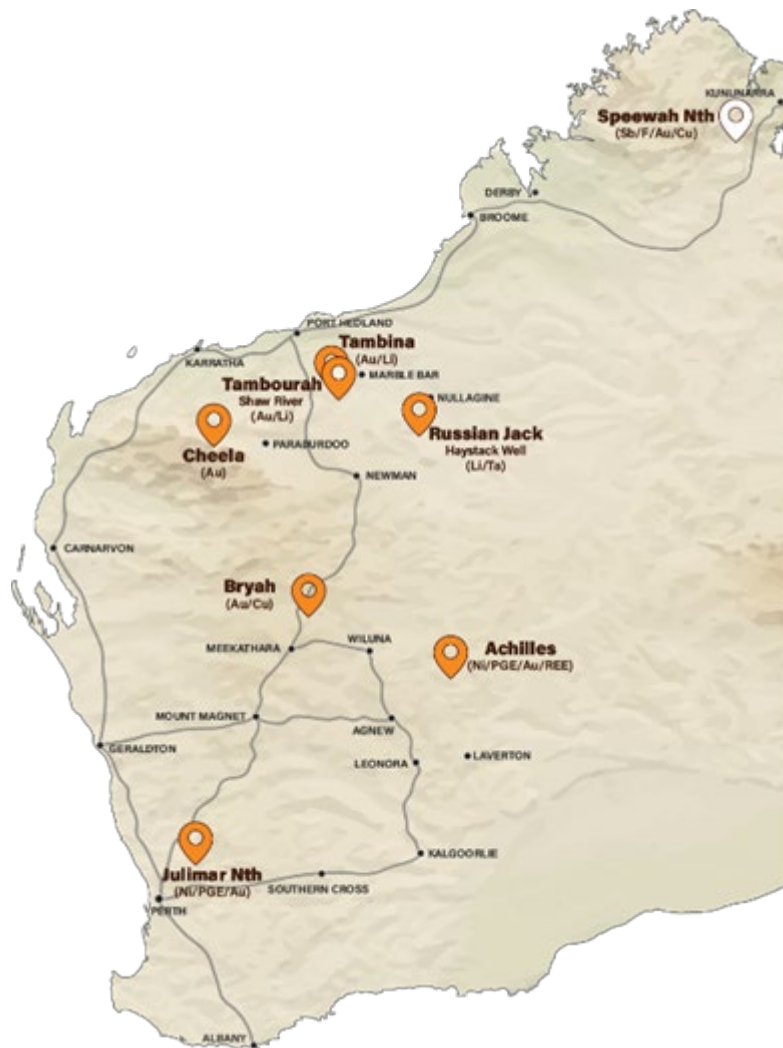 KUNUNARRA
Speewah Nth
(Sb/F/Au/Cu)
DERBY
BROOME
PORT HEDLAND
Tambina
(Au/Li)
KARRATHA
MARBLE BAR
Tambourah
Shaw River
(Au/Li)
NULLAGINE
Russian Jack
Haystack Well
(Li/Ta)
PARABURDOO
Cheela
(Au)
NEWMAN
CARNARVON
Bryah
(Au/Cu)
MEEKATHARA
WILUNA
Achilles
(Ni/PGE/Au/REE)
MOUNT MAGNET
AGNEW
GERALDTON
LEONORA
LAVERTON
KALGOORLIE
Julimar Nth
(Ni/PGE/Au)
SOUTHERN CROSS
PERTH
ALBANY